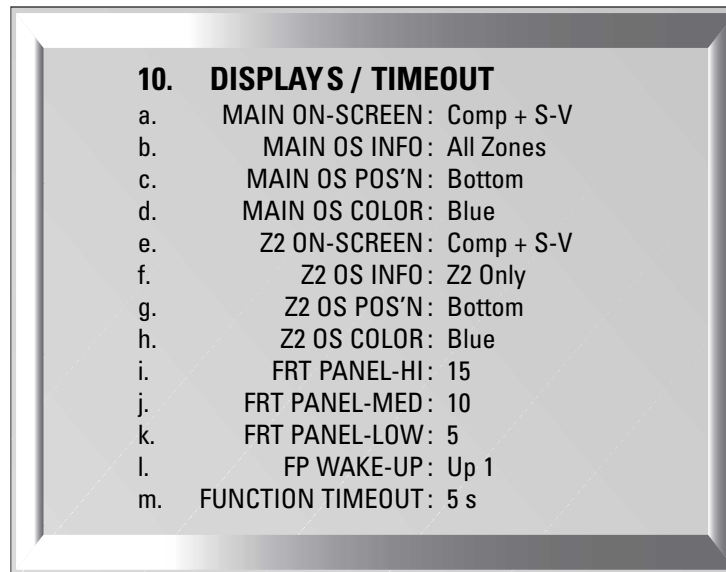 10. DISPLAYS / TIMEOUT
a. MAIN ON-SCREEN: Comp + S-V
b. MAIN OS INFO: All Zones
c. MAIN OS POS'N: Bottom
d. MAIN OS COLOR: Blue
e. Z2 ON-SCREEN: Comp + S-V
f. Z2 OS INFO: Z2 Only
g. Z2 OS POS'N: Bottom
h. Z2 OS COLOR: Blue
i. FRT PANEL-HI: 15
j. FRT PANEL-MED: 10
k. FRT PANEL-LOW: 5
l. FP WAKE-UP: Up 1
m. FUNCTION TIMEOUT: 5 s